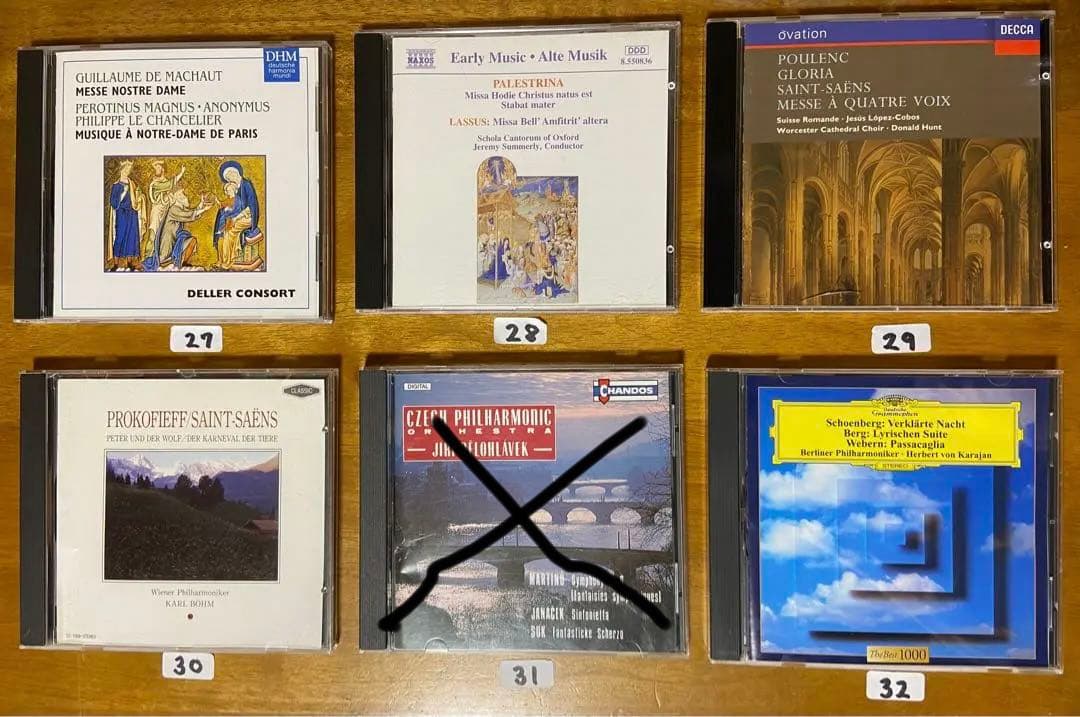 GUILLAUME DE MACHAUT
MESSE NOSTRE DAME
PEROTINUS MAGNUS • ANONYMUS
PHILIPPE LE CHANCELIER
MUSIQUE À NOTRE-DAME DE PARIS
DHM
deutsche
harmonia
mundi
DELLER CONSORT
27
NAXOS
Early Music • Alte Musik
DDD
8.550836
PALESTRINA
Missa Hodie Christus natus est
Stabat mater
LASSUS: Missa Bell' Amfitrit' altera
Schola Cantorum of Oxford
Jeremy Summerly, Conductor
28
ovation
DECCA
POULENC
GLORIA
SAINT-SAËNS
MESSE À QUATRE VOIX
Suisse Romande · Jesús López-Cobos
Worcester Cathedral Choir · Donald Hunt
29
CLASSIC
PROKOFIEFF/SAINT-SAËNS
PETER UND DER WOLF/DER KARNEVAL DER TIERE
Wiener Philharmoniker
KARL BÖHM
30
DIGITAL
CHANDOS
PHILHARMONIC
ORCHESTRA
MARTINŮ
JANÁČEK Sinfonietta
SUK Fantastické Scherzo
31
Deutsche
Grammophon
Schoenberg: Verklärte Nacht
Berg: Lyrischen Suite
Webern: Passacaglia
Berliner Philharmoniker · Herbert von Karajan
STEREO
The Best 1000
32